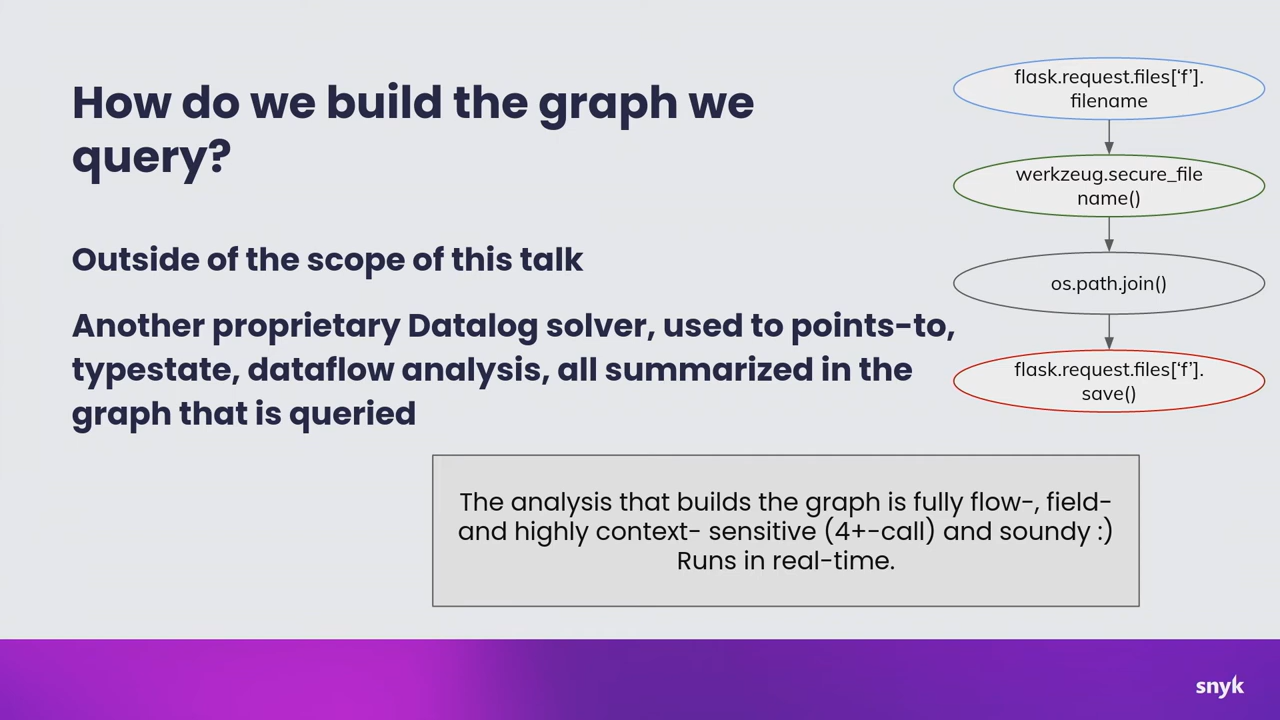 How do we build the graph we
query?
Outside of the scope of this talk
Another proprietary Datalog solver, used to points-to,
typestate, dataflow analysis, all summarized in the
graph that is queried
flask.request.files[‘f’].
filename
werkzeug.secure_file
name()
os.path.join()
flask.request.files[‘f’].
save()
The analysis that builds the graph is fully flow-, field-
and highly context- sensitive (4+-call) and soundy :)
Runs in real-time.
snyk